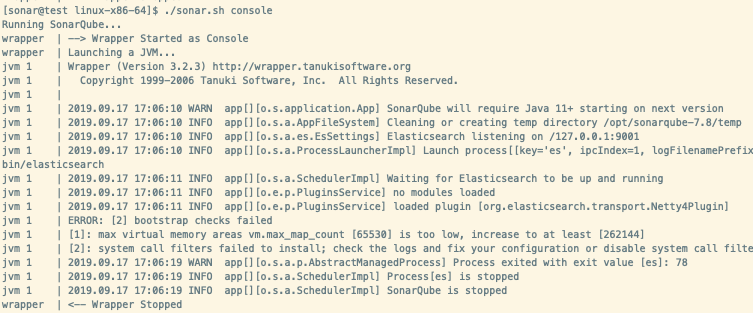 [sonar@test linux-x86-64]$ ./sonar.sh console
Running SonarQube...
wrapper  | --> Wrapper Started as Console
wrapper  | Launching a JVM...
jvm 1    | Wrapper (Version 3.2.3) http://wrapper.tanukisoftware.org
jvm 1    |   Copyright 1999-2006 Tanuki Software, Inc.  All Rights Reserved.
jvm 1    |
jvm 1    | 2019.09.17 17:06:10 WARN  app[][o.s.application.App] SonarQube will require Java 11+ starting on next version
jvm 1    | 2019.09.17 17:06:10 INFO  app[][o.s.a.AppFileSystem] Cleaning or creating temp directory /opt/sonarqube-7.8/temp
jvm 1    | 2019.09.17 17:06:10 INFO  app[][o.s.a.es.EsSettings] Elasticsearch listening on /127.0.0.1:9001
jvm 1    | 2019.09.17 17:06:10 INFO  app[][o.s.a.ProcessLauncherImpl] Launch process[[key='es', ipcIndex=1, logFilenamePrefix
bin/elasticsearch
jvm 1    | 2019.09.17 17:06:11 INFO  app[][o.s.a.SchedulerImpl] Waiting for Elasticsearch to be up and running
jvm 1    | 2019.09.17 17:06:11 INFO  app[][o.e.p.PluginsService] no modules loaded
jvm 1    | 2019.09.17 17:06:11 INFO  app[][o.e.p.PluginsService] loaded plugin [org.elasticsearch.transport.Netty4Plugin]
jvm 1    | ERROR: [2] bootstrap checks failed
jvm 1    | [1]: max virtual memory areas vm.max_map_count [65530] is too low, increase to at least [262144]
jvm 1    | [2]: system call filters failed to install; check the logs and fix your configuration or disable system call filte
jvm 1    | 2019.09.17 17:06:19 WARN  app[][o.s.a.p.AbstractManagedProcess] Process exited with exit value [es]: 78
jvm 1    | 2019.09.17 17:06:19 INFO  app[][o.s.a.SchedulerImpl] Process[es] is stopped
jvm 1    | 2019.09.17 17:06:19 INFO  app[][o.s.a.SchedulerImpl] SonarQube is stopped
wrapper  | <-- Wrapper Stopped